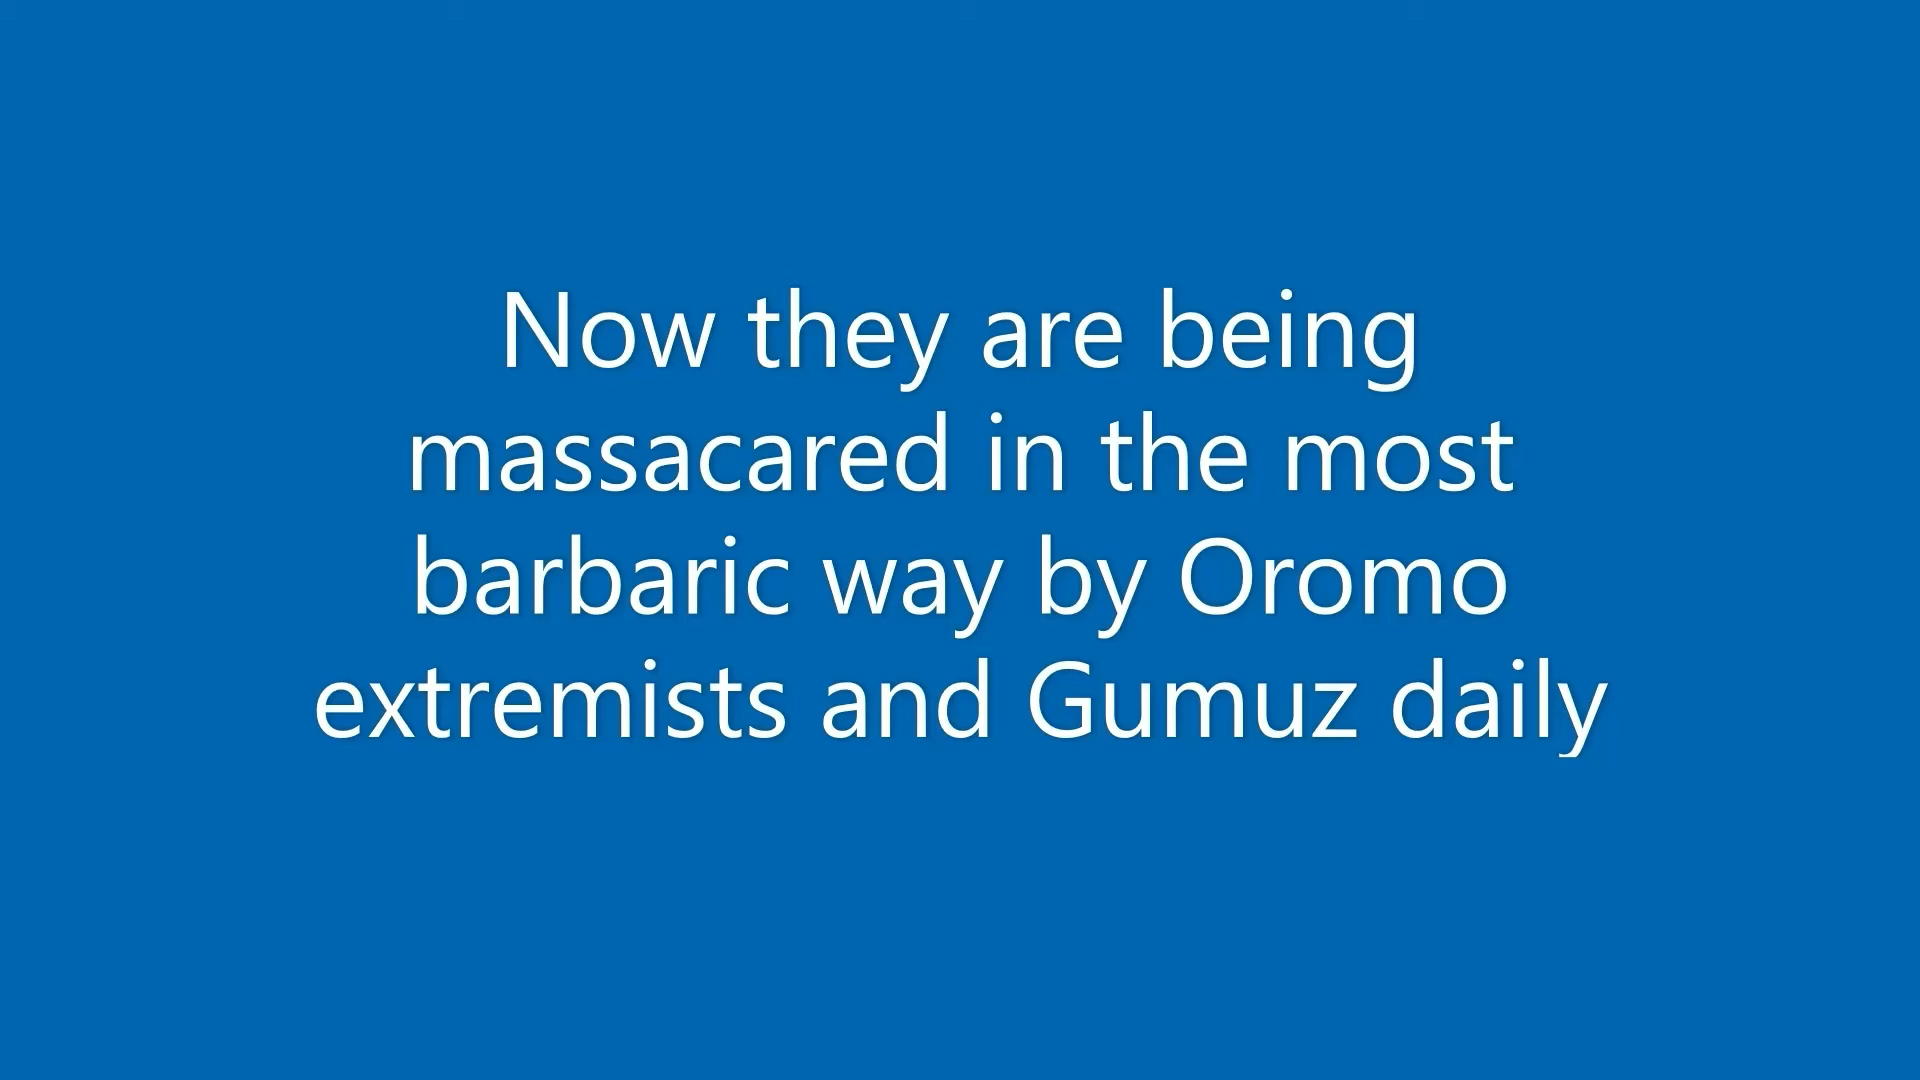 Now they are being
massacared in the most
barbaric way by Oromo
extremists and Gumuz daily